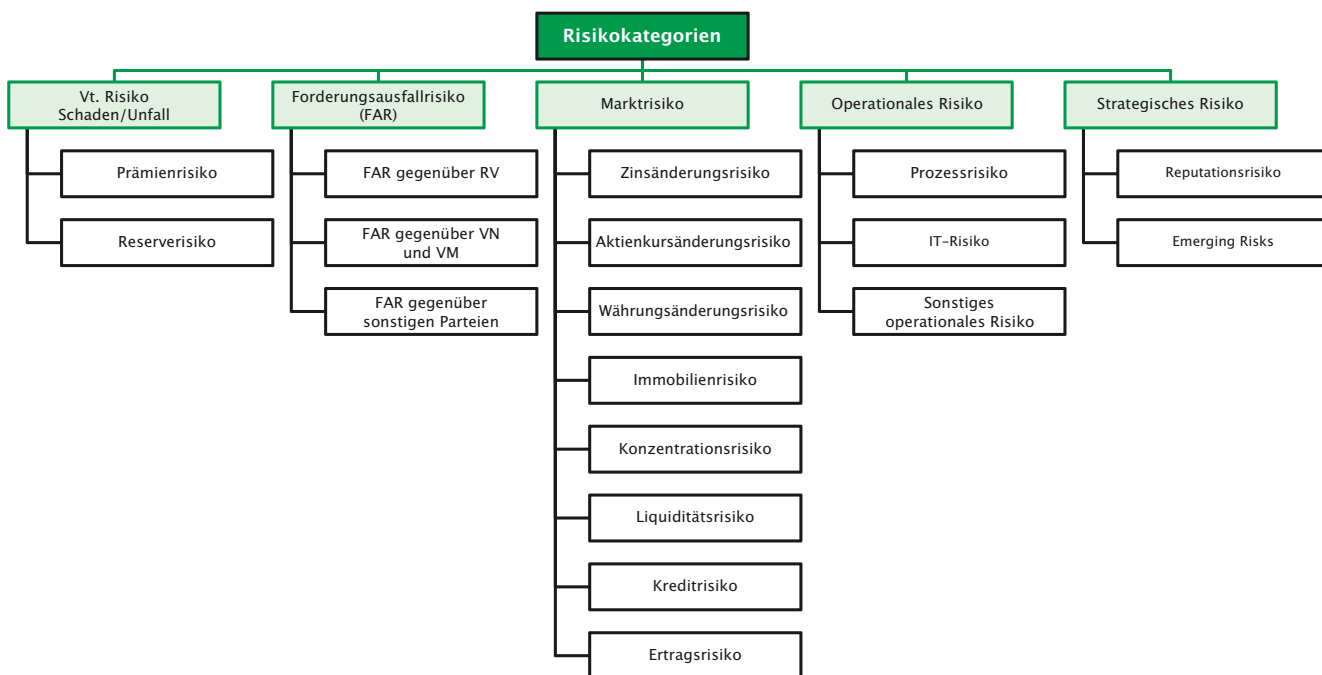 Risikokategorien
Vt. Risiko
Schaden/Unfall
Prämienrisiko
Reserverisiko
Forderungsausfallrisiko
(FAR)
FAR gegenüber RV
FAR gegenüber VN
und VM
FAR gegenüber
sonstigen Parteien
Marktrisiko
Zinsänderungsrisiko
Aktienkursänderungsrisiko
Währungsänderungsrisiko
Immobilienrisiko
Konzentrationsrisiko
Liquiditätsrisiko
Kreditrisiko
Ertragsrisiko
Operationales Risiko
Prozessrisiko
IT-Risiko
Sonstiges
operationales Risiko
Strategisches Risiko
Reputationsrisiko
Emerging Risks